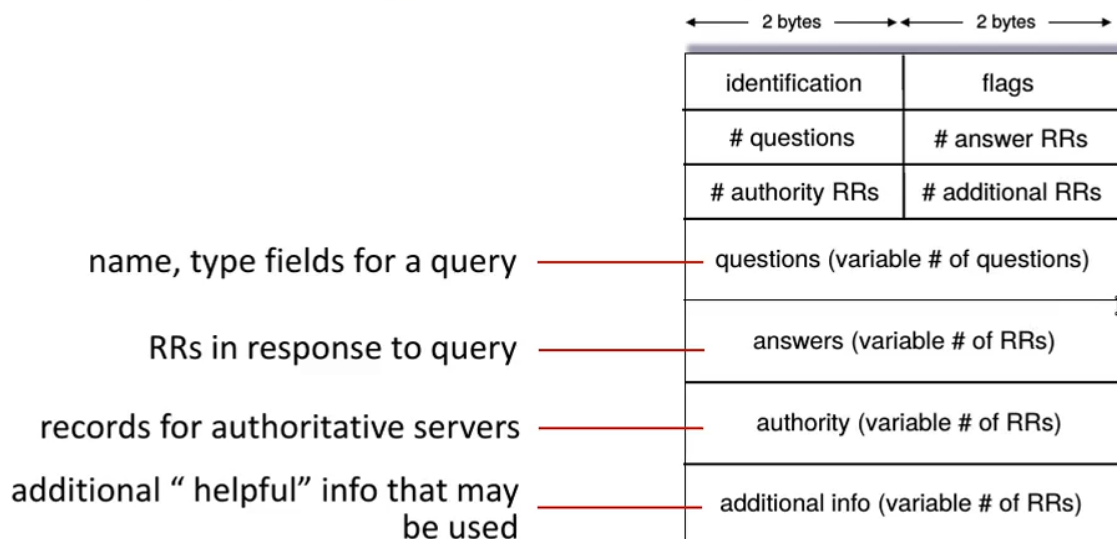 2 bytes 2 bytes
identification flags
# questions # answer RRs
# authority RRs # additional RRs
name, type fields for a query questions (variable # of questions)
RRs in response to query answers (variable # of RRs)
records for authoritative servers authority (variable # of RRs)
additional “ helpful” info that may
be used
additional info (variable # of RRs)